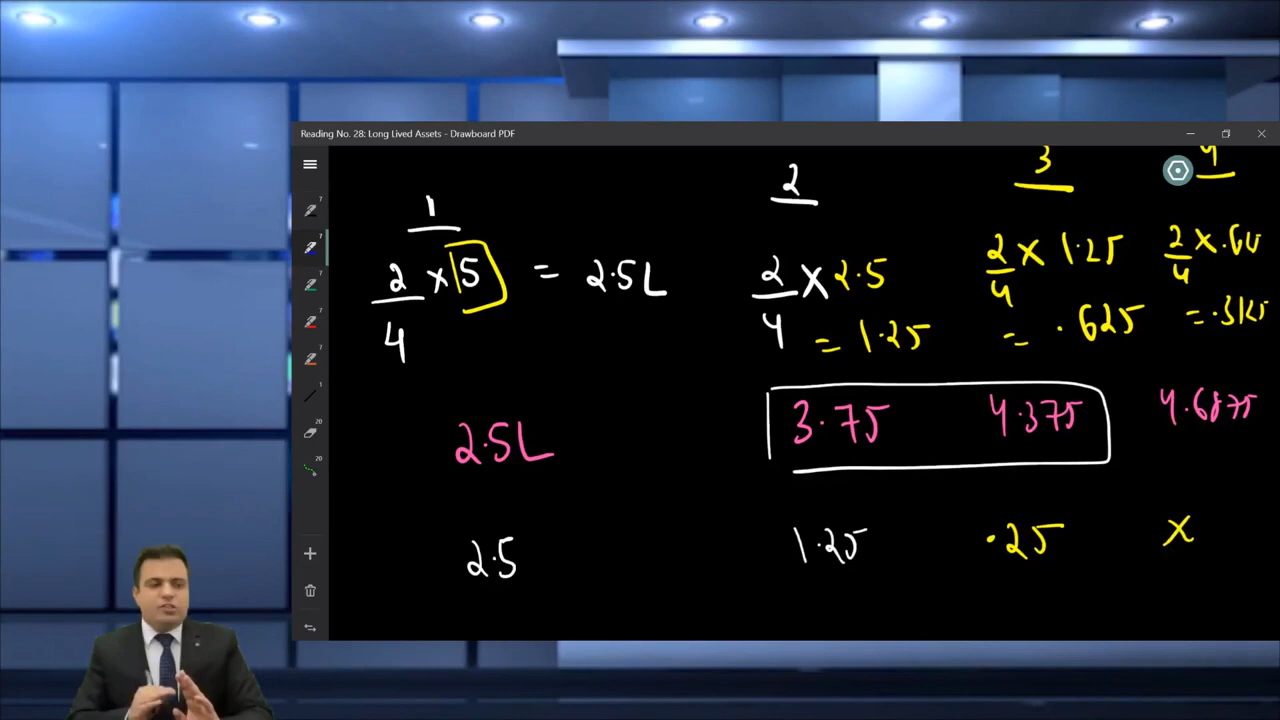 Reading No. 28: Long Lived Assets - Drawboard PDF
1 2 3 4
2/4 x 5 = 2.5L
2/4 x 2.5
= 1.25
2/4 x 1.25
= .625
2/4 x
= .3125
2.5L 3.75 4.375 4.6875
2.5 1.25 .25 x